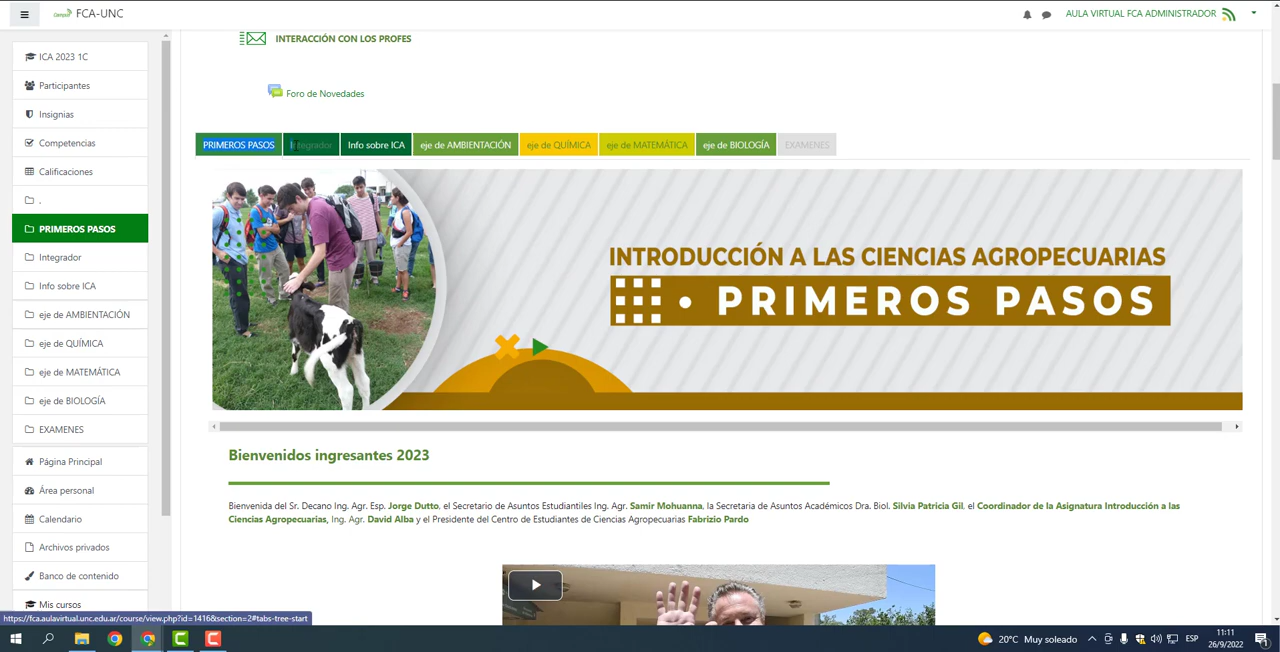 Campus FCA-UNC
AULA VIRTUAL FCA ADMINISTRADOR
ICA 2023 1C
Participantes
Insignias
Competencias
Calificaciones
.
PRIMEROS PASOS
Integrador
Info sobre ICA
eje de AMBIENTACIÓN
eje de QUÍMICA
eje de MATEMÁTICA
eje de BIOLOGÍA
EXAMENES
Página Principal
Área personal
Calendario
Archivos privados
Banco de contenido
Mis cursos
INTERACCIÓN CON LOS PROFES
Foro de Novedades
PRIMEROS PASOS Integrador Info sobre ICA eje de AMBIENTACIÓN eje de QUÍMICA eje de MATEMÁTICA eje de BIOLOGÍA EXAMENES
INTRODUCCIÓN A LAS CIENCIAS AGROPECUARIAS
• PRIMEROS PASOS
Bienvenidos ingresantes 2023
Bienvenida del Sr. Decano Ing. Agr. Esp. Jorge Dutto, el Secretario de Asuntos Estudiantiles Ing. Agr. Samir Mohuanna, la Secretaria de Asuntos Académicos Dra. Biol. Silvia Patricia Gil, el Coordinador de la Asignatura Introducción a las
Ciencias Agropecuarias, Ing. Agr. David Alba y el Presidente del Centro de Estudiantes de Ciencias Agropecuarias Fabrizio Pardo
https://fca.aulavirtual.unc.edu.ar/course/view.php?id=1416&section=2#tabs-tree-start
20°C Muy soleado ESP 11:11
26/9/2022 1